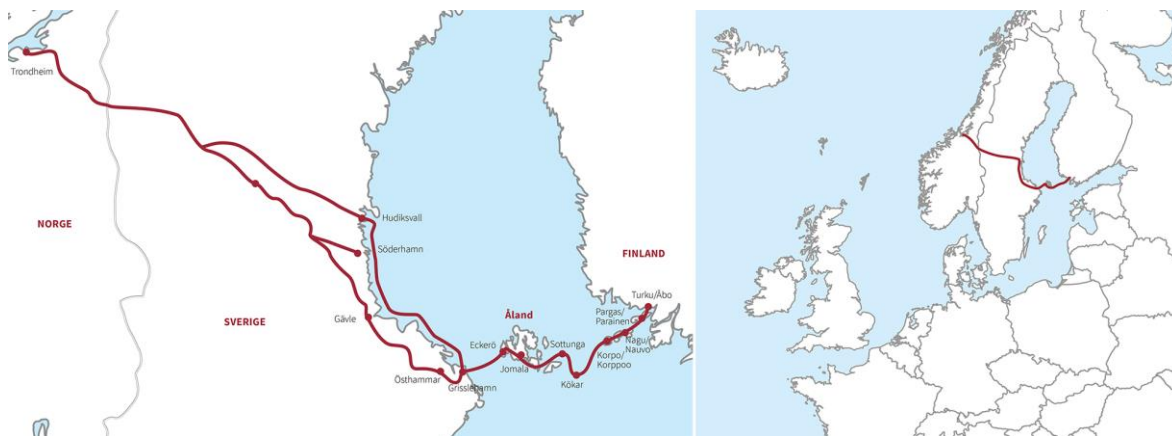 Trondheim
NORGE
SVERIGE
Hudiksvall
Söderhamn
Gävle
Östhammar
Grisslehamn
Eckerö
Åland
Jomala
Sottunga
Kökar
FINLAND
Turku/Åbo
Pargas/
Parainen
Nagu/
Nauvo
Korpo/
Korppoo